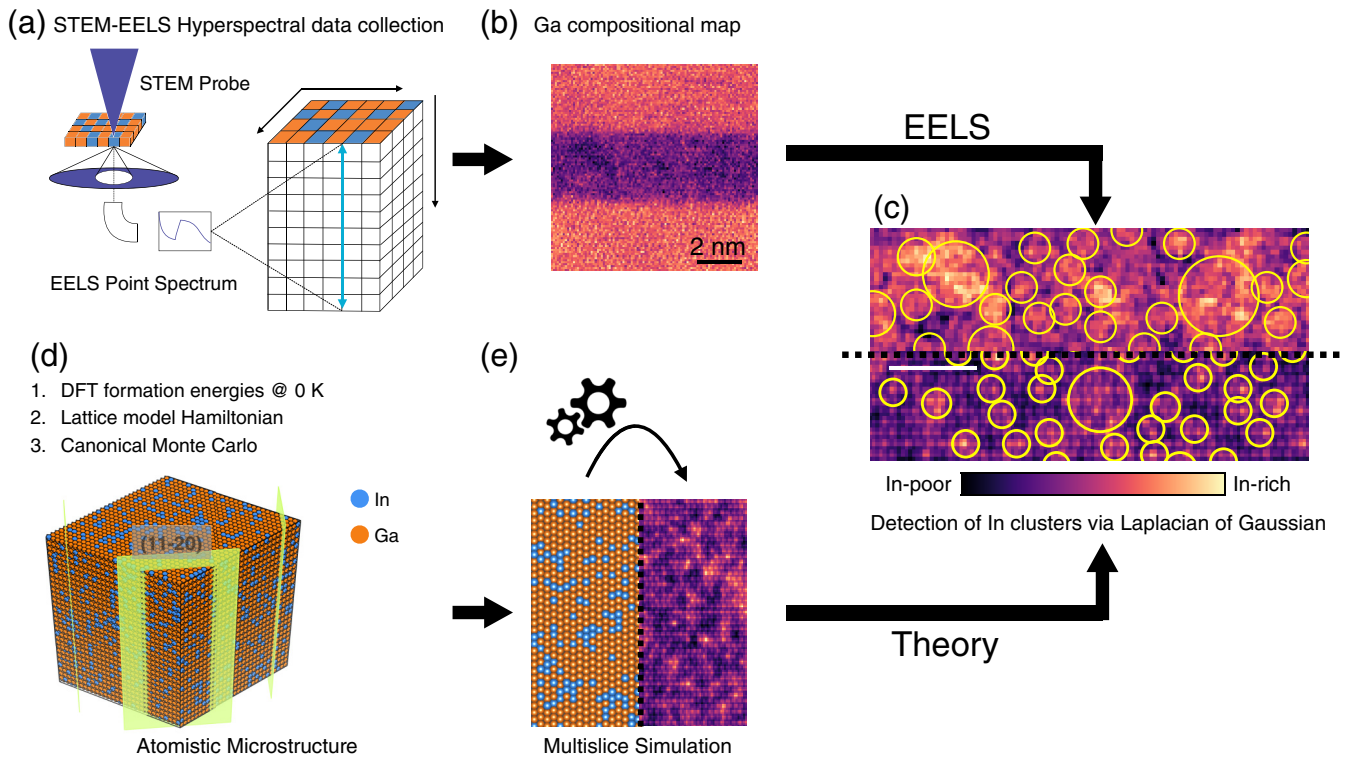 (a) STEM-EELS Hyperspectral data collection
STEM Probe
EELS Point Spectrum
(b) Ga compositional map
2 nm
EELS
(c)
In-poor
In-rich
Detection of In clusters via Laplacian of Gaussian
(d)
1. DFT formation energies @ 0 K
2. Lattice model Hamiltonian
3. Canonical Monte Carlo
(11-20)
In
Ga
Atomistic Microstructure
(e)
Multislice Simulation
Theory